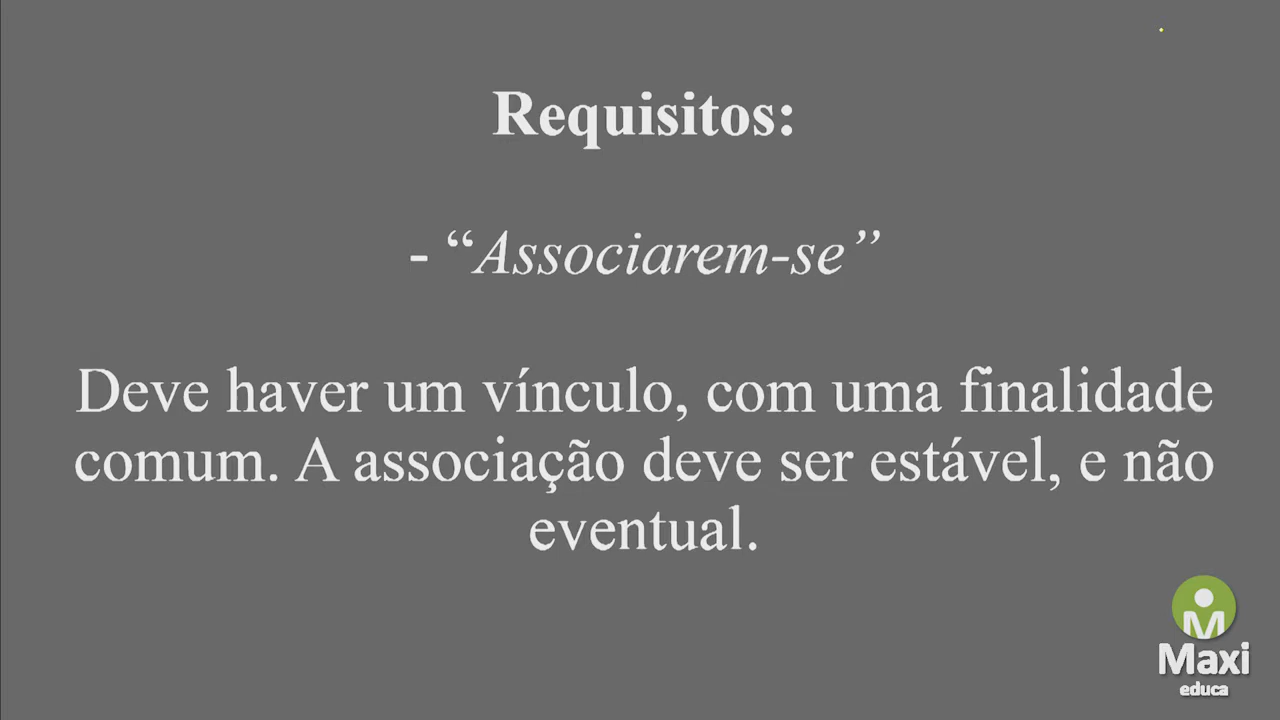 Requisitos:
- “Associarem-se”
Deve haver um vínculo, com uma finalidade
comum. A associação deve ser estável, e não
eventual.
M
Maxi
educa